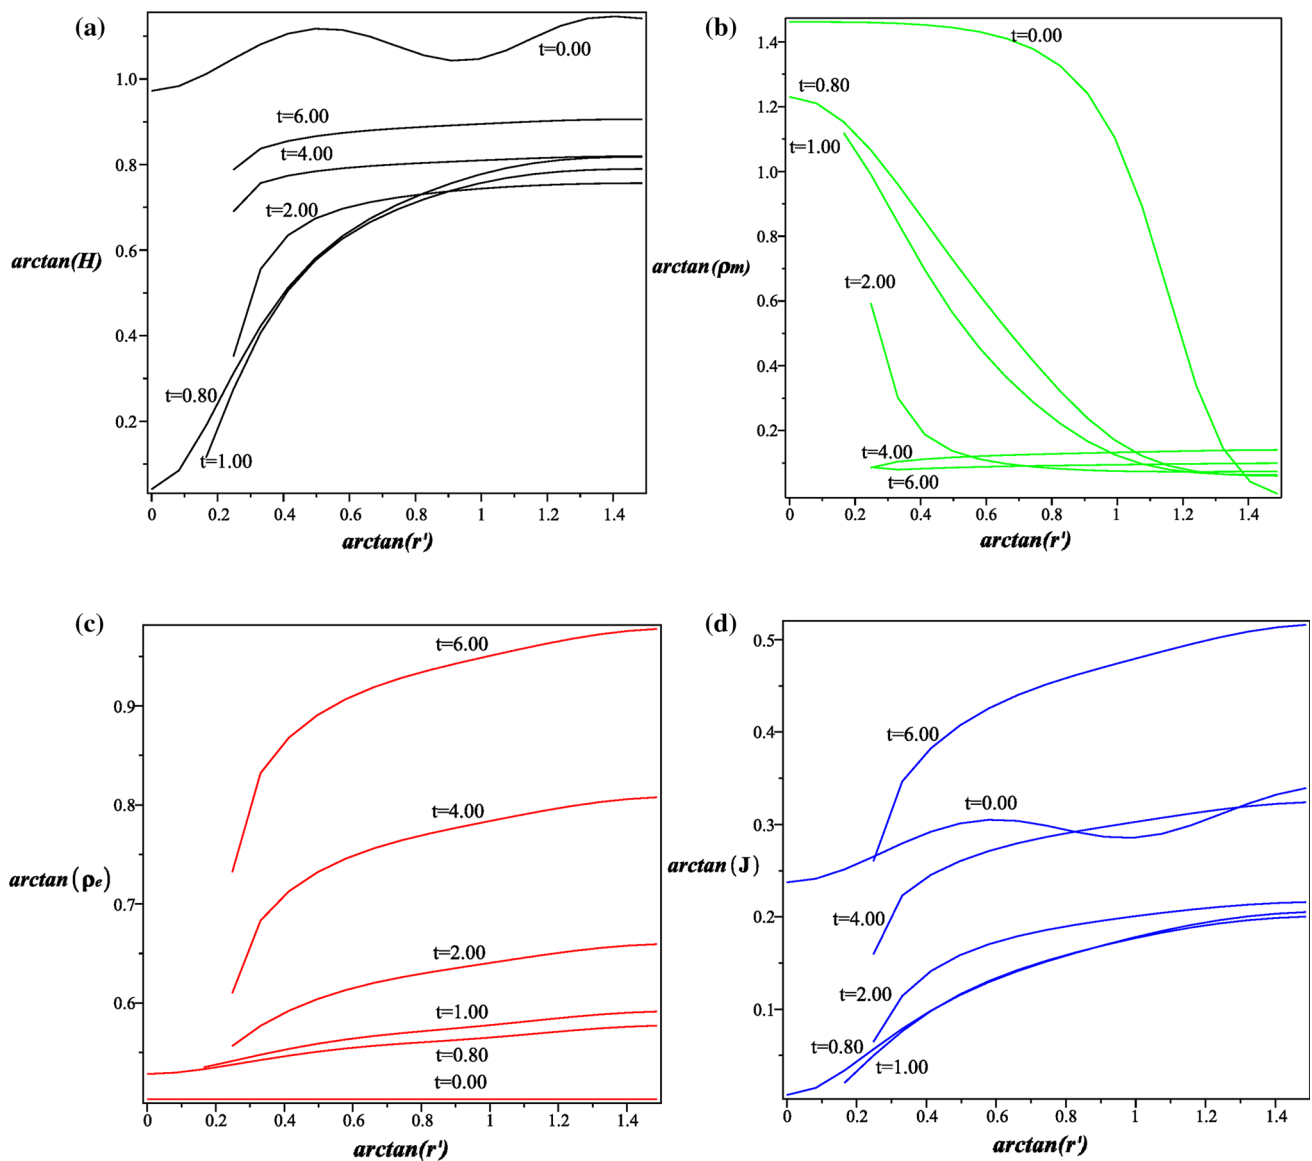 (a)
t=0.00
1.0
t=6.00
0.8
t=4.00
t=2.00
0.6
arctan(H)
0.4
t=0.80
0.2
t=1.00
0 0.2 0.4 0.6 0.8 1 1.2 1.4
arctan(r')
(b)
1.4
t=0.00
t=0.80
1.2
t=1.00
1.0
0.8
arctan(ρm)
t=2.00
0.6
0.4
0.2
t=4.00
t=6.00
0 0.2 0.4 0.6 0.8 1 1.2 1.4
arctan(r')
(c)
t=6.00
0.9
t=4.00
0.8
arctan(ρe)
0.7
t=2.00
0.6
t=1.00
t=0.80
t=0.00
0 0.2 0.4 0.6 0.8 1 1.2 1.4
arctan(r')
(d)
0.5
t=6.00
0.4
t=0.00
0.3
arctan(J)
t=4.00
0.2
t=2.00
0.1
t=0.80
t=1.00
0 0.2 0.4 0.6 0.8 1 1.2 1.4
arctan(r')